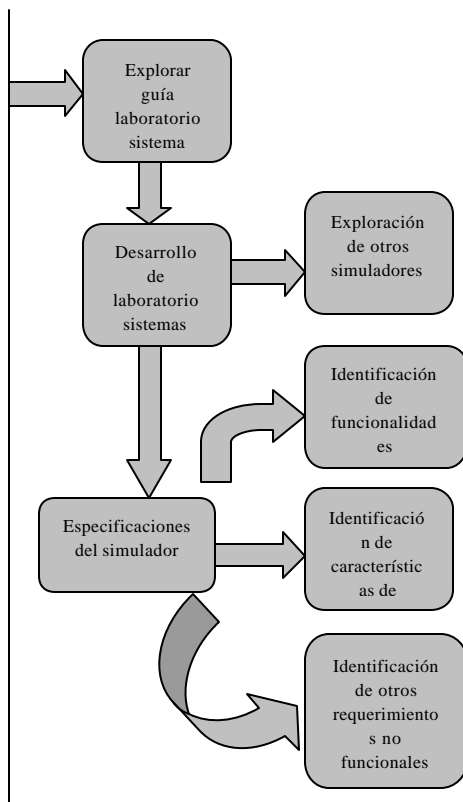 Explorar
guía
laboratorio
sistema
Desarrollo
de
laboratorio
sistemas
Exploración
de otros
simuladores
Identificación
de
funcionalidad
es
Especificaciones
del simulador
Identificació
n de
característic
as de
Identificación
de otros
requerimiento
s no
funcionales